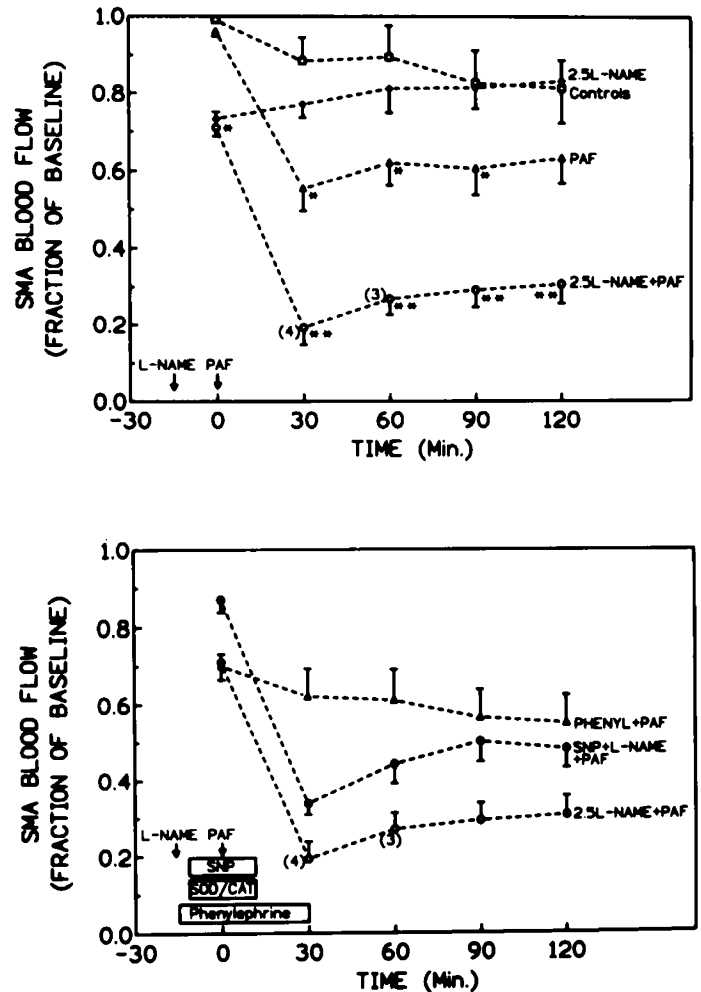 1.0
0.8
0.6
0.4
0.2
0.0
SMA BLOOD FLOW
(FRACTION OF BASELINE)
2.5L-NAME
Controls
*
PAF
*
*
*
2.5L-NAME+PAF
(4)
**
(3)
**
**
**
L-NAME PAF
-30 0 30 60 90 120
TIME (Min.)
1.0
0.8
0.6
0.4
0.2
0.0
SMA BLOOD FLOW
(FRACTION OF BASELINE)
PHENYL+PAF
SNP+L-NAME
+PAF
2.5L-NAME+PAF
(4)
(3)
L-NAME PAF
SNP
SOD/CAT
Phenylephrine
-30 0 30 60 90 120
TIME (Min.)